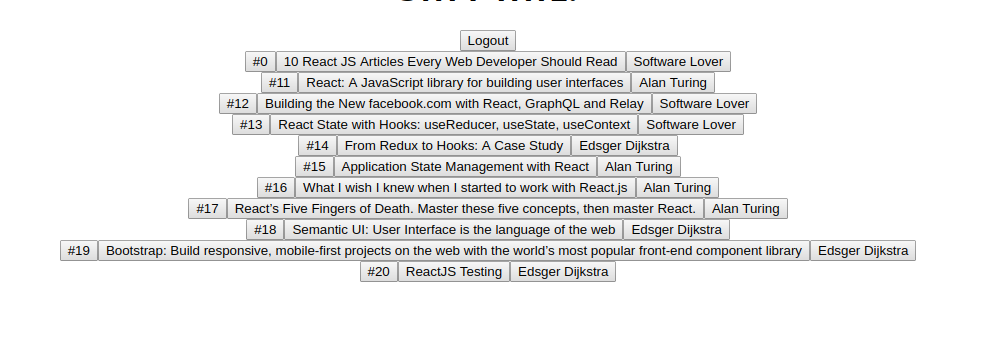 Logout
#0 10 React JS Articles Every Web Developer Should Read Software Lover
#11 React: A JavaScript library for building user interfaces Alan Turing
#12 Building the New facebook.com with React, GraphQL and Relay Software Lover
#13 React State with Hooks: useReducer, useState, useContext Software Lover
#14 From Redux to Hooks: A Case Study Edsger Dijkstra
#15 Application State Management with React Alan Turing
#16 What I wish I knew when I started to work with React.js Alan Turing
#17 React’s Five Fingers of Death. Master these five concepts, then master React. Alan Turing
#18 Semantic UI: User Interface is the language of the web Edsger Dijkstra
#19 Bootstrap: Build responsive, mobile-first projects on the web with the world’s most popular front-end component library Edsger Dijkstra
#20 ReactJS Testing Edsger Dijkstra